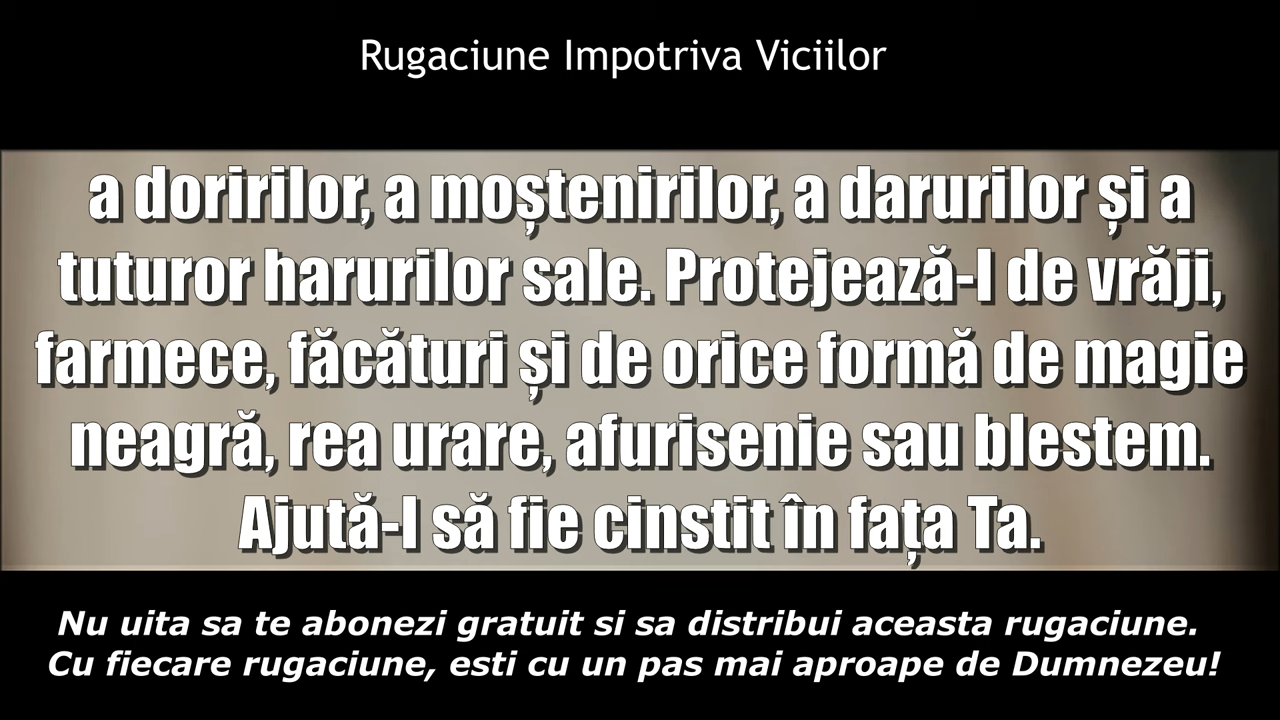 Rugaciune Impotriva Viciilor
a doririlor, a moștenirilor, a darurilor și a
tuturor harurilor sale. Protejează-l de vrăji,
farmece, făcături și de orice formă de magie
neagră, rea urare, afurisenie sau blestem.
Ajută-l să fie cinstit în fața Ta.
Nu uita sa te abonezi gratuit si sa distribui aceasta rugaciune.
Cu fiecare rugaciune, esti cu un pas mai aproape de Dumnezeu!